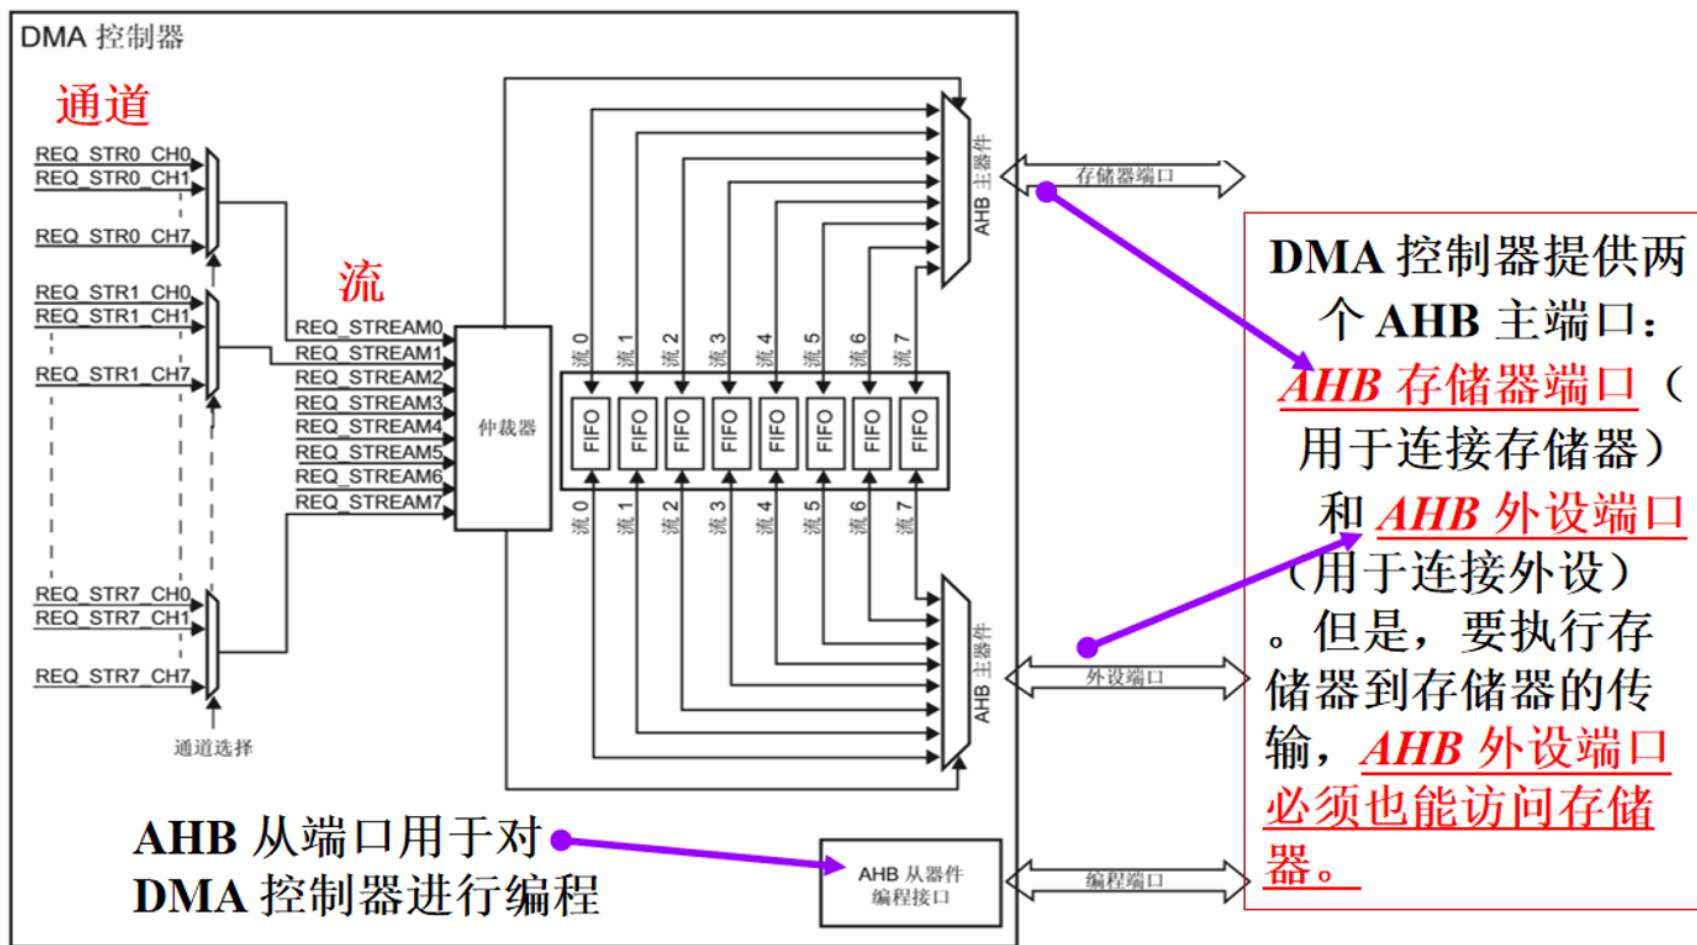 DMA 控制器
通道
REQ_STR0_CH0
REQ_STR0_CH1
REQ_STR0_CH7
REQ_STR1_CH0
REQ_STR1_CH1
REQ_STR1_CH7
REQ_STR7_CH0
REQ_STR7_CH1
REQ_STR7_CH7
通道选择
流
REQ_STREAM0
REQ_STREAM1
REQ_STREAM2
REQ_STREAM3
REQ_STREAM4
REQ_STREAM5
REQ_STREAM6
REQ_STREAM7
仲裁器
流 0
流 1
流 2
流 3
流 4
流 5
流 6
流 7
FIFO
FIFO
FIFO
FIFO
FIFO
FIFO
FIFO
FIFO
流 0
流 1
流 2
流 3
流 4
流 5
流 6
流 7
AHB 主器件
AHB 主器件
存储器端口
外设端口
编程端口
AHB 从器件
编程接口
AHB 从端口用于对
DMA 控制器进行编程
DMA 控制器提供两
个 AHB 主端口：
AHB 存储器端口（
用于连接存储器）
和 AHB 外设端口
（用于连接外设）
。但是，要执行存
储器到存储器的传
输，AHB 外设端口
必须也能访问存储
器。